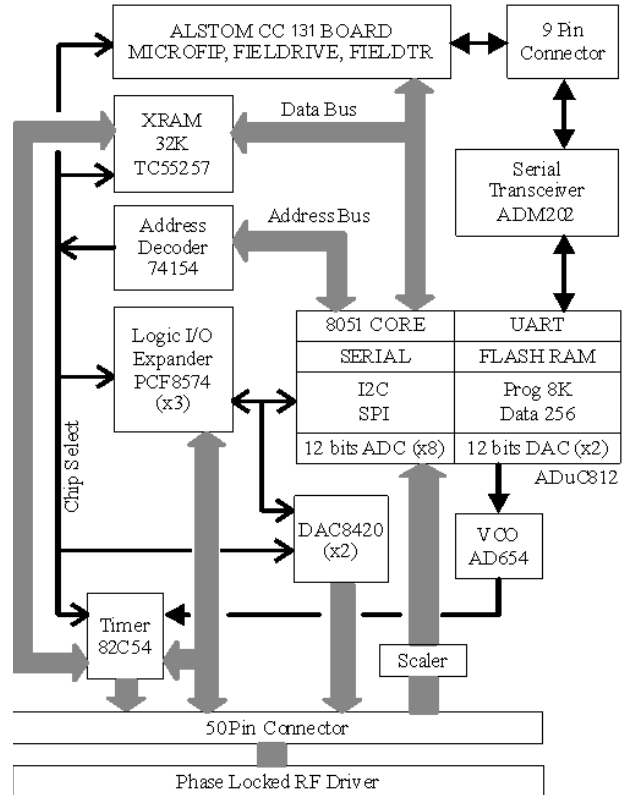 ALSTOM CC 131 BOARD
MICROFIP, FIELDRIVE, FIELDTR
9 Pin
Connector
XRAM
32K
TC55257
Data Bus
Serial
Transceiver
ADM202
Address
Decoder
74154
Address Bus
Logic I/O
Expander
PCF8574
(x3)
8051 CORE
UART
SERIAL
FLASH RAM
I2C
SPI
Prog 8K
Data 256
12 bits ADC (x8)
12 bits DAC (x2)
ADuC812
Chip Select
DAC8420
(x2)
VCO
AD654
Timer
82C54
Scaler
50 Pin Connector
Phase Locked RF Driver